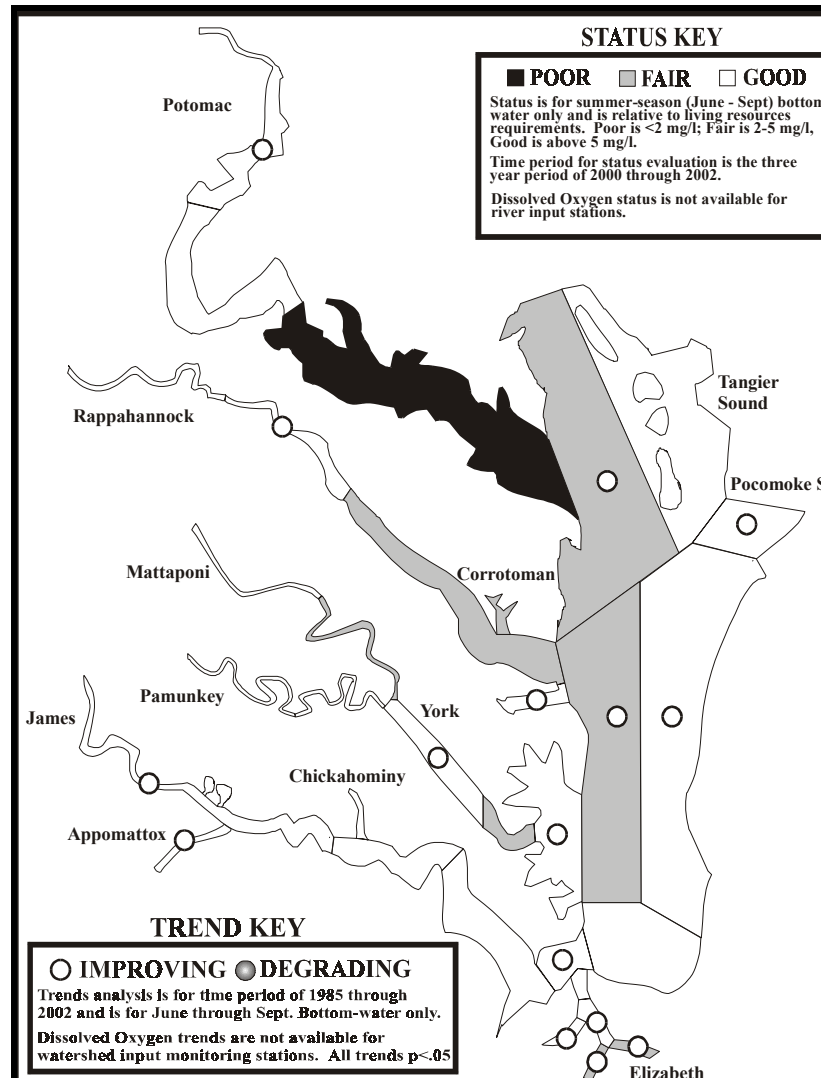 STATUS KEY
POOR FAIR GOOD
Status is for summer-season (June - Sept) bottom
water only and is relative to living resources
requirements. Poor is <2 mg/l; Fair is 2-5 mg/l,
Good is above 5 mg/l.
Time period for status evaluation is the three
year period of 2000 through 2002.
Dissolved Oxygen status is not available for
river input stations.
Potomac
Rappahannock
Tangier
Sound
Pocomoke S
Mattaponi
Corrotoman
Pamunkey
York
James
Chickahominy
Appomattox
TREND KEY
IMPROVING DEGRADING
Trends analysis is for time period of 1985 through
2002 and is for June through Sept. Bottom-water only.
Dissolved Oxygen trends are not available for
watershed input monitoring stations. All trends p<.05
Elizabeth